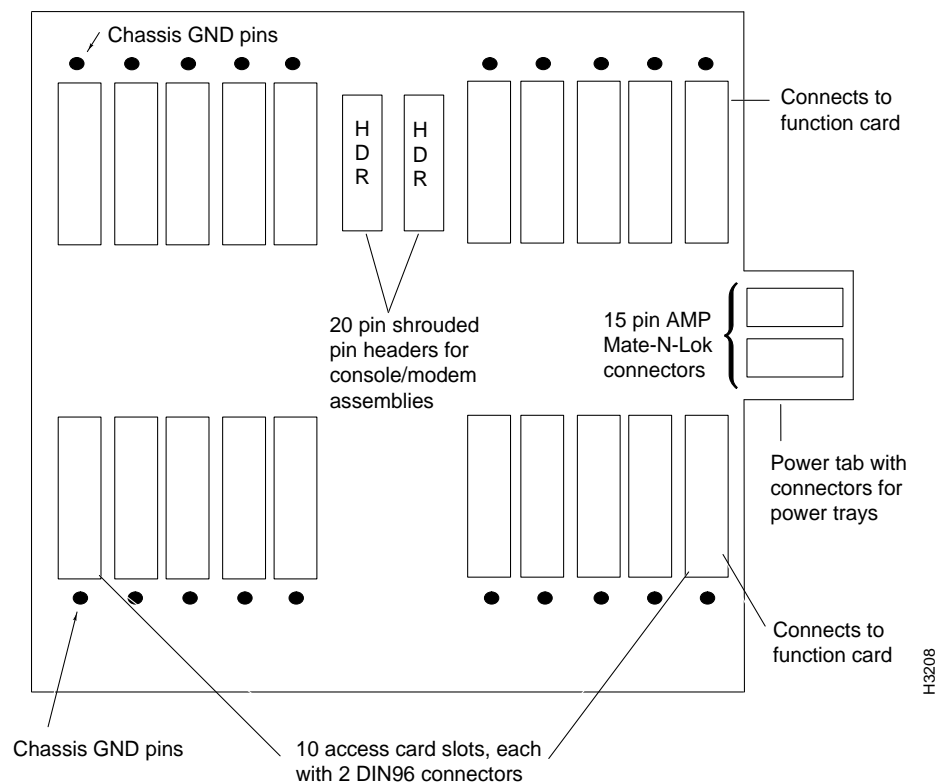 Chassis GND pins
Connects to
function card
H
D
R
H
D
R
20 pin shrouded
pin headers for
console/modem
assemblies
15 pin AMP
Mate-N-Lok
connectors
Power tab with
connectors for
power trays
Connects to
function card
H3208
Chassis GND pins
10 access card slots, each
with 2 DIN96 connectors